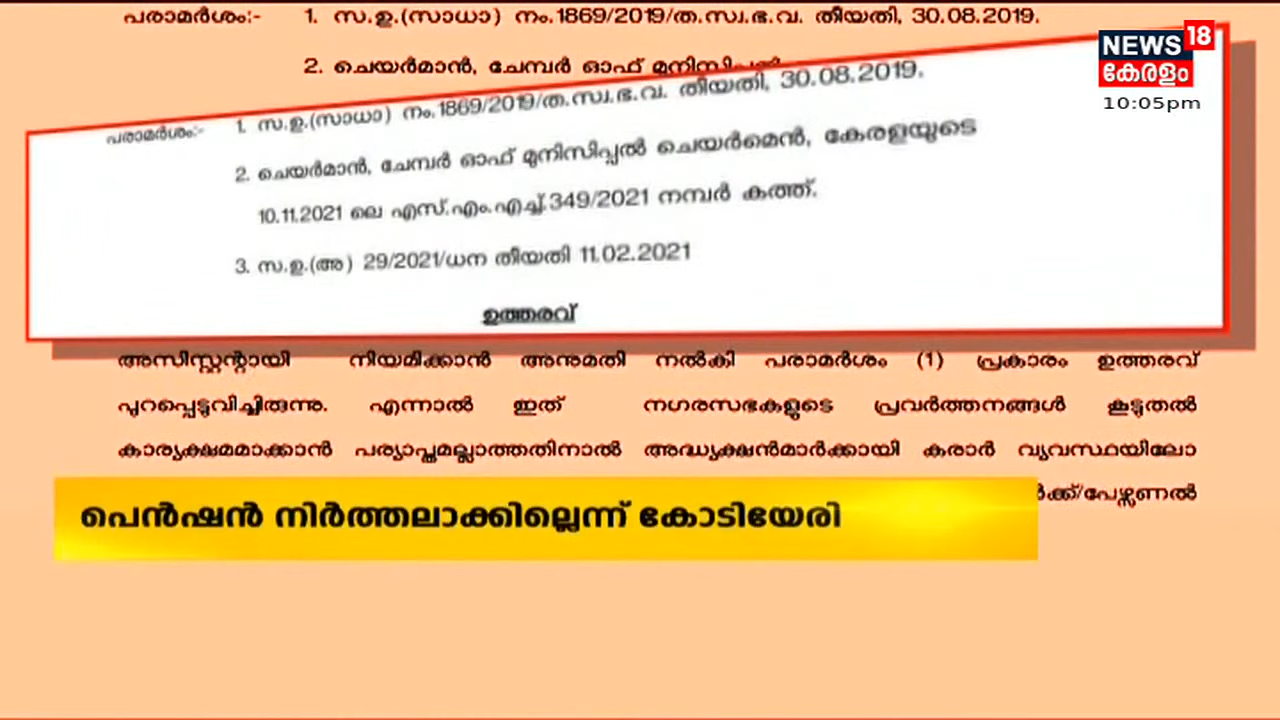 പരാമർശം:- 1. സ.ഉ.(സാധാ) നം.1869/2019/ത.സ്വ.ഭ.വ. തീയതി, 30.08.2019.
2. ചെയർമാൻ, ചേമ്പർ ഓഫ് മുനിസിപ്പൽ
NEWS 18
കേരളം
10:05pm
പരാമർശം:- 1. സ.ഉ.(സാധാ) നം.1869/2019/ത.സ്വ.ഭ.വ. തീയതി, 30.08.2019.
2. ചെയർമാൻ, ചേമ്പർ ഓഫ് മുനിസിപ്പൽ ചെയർമെൻ, കേരളയുടെ
10.11.2021 ലെ എസ്.എം.എച്ച്.349/2021 നമ്പർ കത്ത്.
3. സ.ഉ.(അ) 29/2021/ധന തീയതി 11.02.2021
ഉത്തരവ്
അസിസ്റ്റന്റായി നിയമിക്കാൻ അനുമതി നൽകി പരാമർശം (1) പ്രകാരം ഉത്തരവ്
പുറപ്പെടുവിച്ചിരുന്നു. എന്നാൽ ഇത് നഗരസഭകളുടെ പ്രവർത്തനങ്ങൾ കൂടുതൽ
കാര്യക്ഷമമാക്കാൻ പര്യാപ്തമല്ലാത്തതിനാൽ അദ്ധ്യക്ഷൻമാർക്കായി കരാർ വ്യവസ്ഥയിലോ
/പേഴ്സണൽ
പെൻഷൻ നിർത്തലാക്കില്ലെന്ന് കോടിയേരി